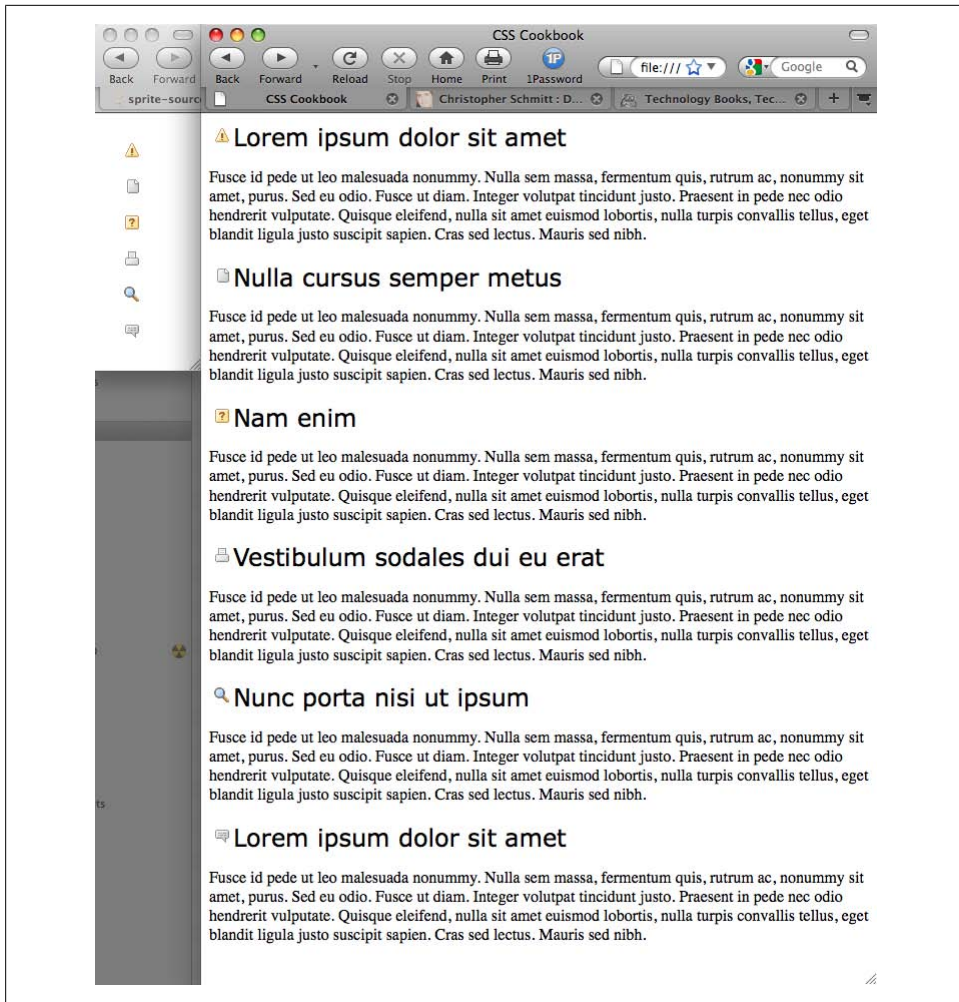 CSS Cookbook
Back Forward
Back Forward Reload Stop Home Print 1Password
file:///
Google
sprite-sourc
CSS Cookbook
Christopher Schmitt : D...
Technology Books, Tec...
Lorem ipsum dolor sit amet
Fusce id pede ut leo malesuada nonummy. Nulla sem massa, fermentum quis, rutrum ac, nonummy sit
amet, purus. Sed eu odio. Fusce ut diam. Integer volutpat tincidunt justo. Praesent in pede nec odio
hendrerit vulputate. Quisque eleifend, nulla sit amet euismod lobortis, nulla turpis convallis tellus, eget
blandit ligula justo suscipit sapien. Cras sed lectus. Mauris sed nibh.
Nulla cursus semper metus
Fusce id pede ut leo malesuada nonummy. Nulla sem massa, fermentum quis, rutrum ac, nonummy sit
amet, purus. Sed eu odio. Fusce ut diam. Integer volutpat tincidunt justo. Praesent in pede nec odio
hendrerit vulputate. Quisque eleifend, nulla sit amet euismod lobortis, nulla turpis convallis tellus, eget
blandit ligula justo suscipit sapien. Cras sed lectus. Mauris sed nibh.
Nam enim
Fusce id pede ut leo malesuada nonummy. Nulla sem massa, fermentum quis, rutrum ac, nonummy sit
amet, purus. Sed eu odio. Fusce ut diam. Integer volutpat tincidunt justo. Praesent in pede nec odio
hendrerit vulputate. Quisque eleifend, nulla sit amet euismod lobortis, nulla turpis convallis tellus, eget
blandit ligula justo suscipit sapien. Cras sed lectus. Mauris sed nibh.
Vestibulum sodales dui eu erat
Fusce id pede ut leo malesuada nonummy. Nulla sem massa, fermentum quis, rutrum ac, nonummy sit
amet, purus. Sed eu odio. Fusce ut diam. Integer volutpat tincidunt justo. Praesent in pede nec odio
hendrerit vulputate. Quisque eleifend, nulla sit amet euismod lobortis, nulla turpis convallis tellus, eget
blandit ligula justo suscipit sapien. Cras sed lectus. Mauris sed nibh.
Nunc porta nisi ut ipsum
Fusce id pede ut leo malesuada nonummy. Nulla sem massa, fermentum quis, rutrum ac, nonummy sit
amet, purus. Sed eu odio. Fusce ut diam. Integer volutpat tincidunt justo. Praesent in pede nec odio
hendrerit vulputate. Quisque eleifend, nulla sit amet euismod lobortis, nulla turpis convallis tellus, eget
blandit ligula justo suscipit sapien. Cras sed lectus. Mauris sed nibh.
ts
Lorem ipsum dolor sit amet
Fusce id pede ut leo malesuada nonummy. Nulla sem massa, fermentum quis, rutrum ac, nonummy sit
amet, purus. Sed eu odio. Fusce ut diam. Integer volutpat tincidunt justo. Praesent in pede nec odio
hendrerit vulputate. Quisque eleifend, nulla sit amet euismod lobortis, nulla turpis convallis tellus, eget
blandit ligula justo suscipit sapien. Cras sed lectus. Mauris sed nibh.